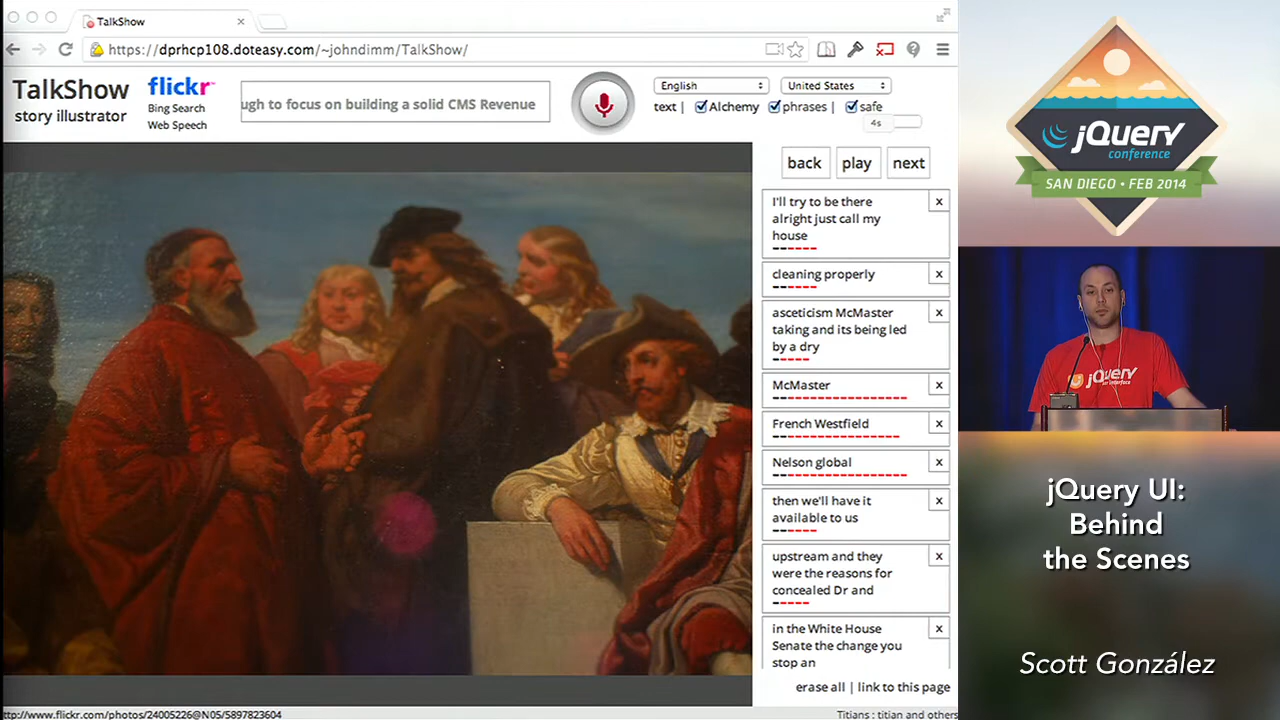 TalkShow
https://dprhcp108.doteasy.com/~johndimm/TalkShow/
TalkShow
story illustrator
flickr
Bing Search
Web Speech
ugh to focus on building a solid CMS Revenue
English
United States
text | Alchemy phrases | safe
4s
back play next
I'll try to be there
alright just call my
house
x
cleaning properly
x
asceticism McMaster
taking and its being led
by a dry
x
McMaster
x
French Westfield
x
Nelson global
x
then we'll have it
available to us
x
upstream and they
were the reasons for
concealed Dr and
x
in the White House
Senate the change you
stop an
x
erase all | link to this page
http://www.flickr.com/photos/24005226@N05/5897823604
Titians : titian and others
jQuery
conference
SAN DIEGO • FEB 2014
jQuery
user interface
jQuery UI:
Behind
the Scenes
Scott González